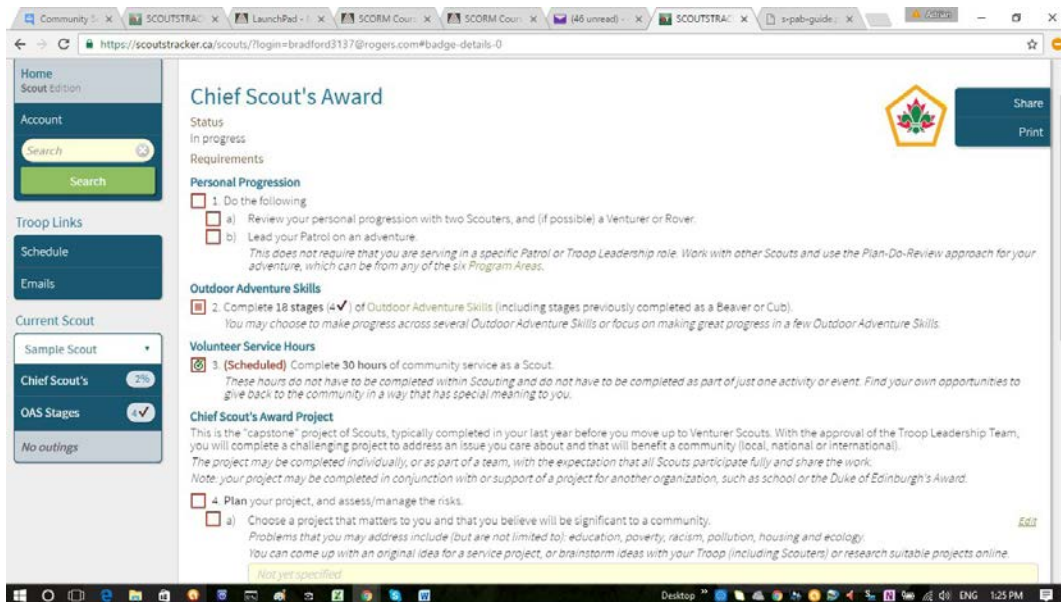 Community S
SCOUTSTRAC
LaunchPad -
SCORM Cours
SCORM Cours
(46 unread) -
SCOUTSTRAC
s-pab-guide.
https://scoutstracker.ca/scouts/?login=bradford3137@rogers.com#badge-details-0
Home
Scout Edition
Account
Search
Search
Troop Links
Schedule
Emails
Current Scout
Sample Scout
Chief Scout's 2%
OAS Stages 4✔
No outings
Chief Scout's Award
Share
Print
Status
In progress
Requirements
Personal Progression
1. Do the following
a) Review your personal progression with two Scouters, and (if possible) a Venturer or Rover.
b) Lead your Patrol on an adventure.
This does not require that you are serving in a specific Patrol or Troop Leadership role. Work with other Scouts and use the Plan-Do-Review approach for your
adventure, which can be from any of the six Program Areas.
Outdoor Adventure Skills
2. Complete 18 stages (4✔) of Outdoor Adventure Skills (including stages previously completed as a Beaver or Cub).
You may choose to make progress across several Outdoor Adventure Skills or focus on making great progress in a few Outdoor Adventure Skills.
Volunteer Service Hours
3. (Scheduled) Complete 30 hours of community service as a Scout.
These hours do not have to be completed within Scouting and do not have to be completed as part of just one activity or event. Find your own opportunities to
give back to the community in a way that has special meaning to you.
Chief Scout's Award Project
This is the "capstone" project of Scouts, typically completed in your last year before you move up to Venturer Scouts. With the approval of the Troop Leadership Team,
you will complete a challenging project to address an issue you care about and that will benefit a community (local, national or international).
The project may be completed individually, or as part of a team, with the expectation that all Scouts participate fully and share the work.
Note: your project may be completed in conjunction with or support of a project for another organization, such as school or the Duke of Edinburgh's Award.
4. Plan your project, and assess/manage the risks.
a) Choose a project that matters to you and that you believe will be significant to a community. Edit
Problems that you may address include (but are not limited to): education, poverty, racism, pollution, housing and ecology.
You can come up with an original idea for a service project, or brainstorm ideas with your Troop (including Scouters) or research suitable projects online.
Not yet specified
Desktop ENG 1:25 PM